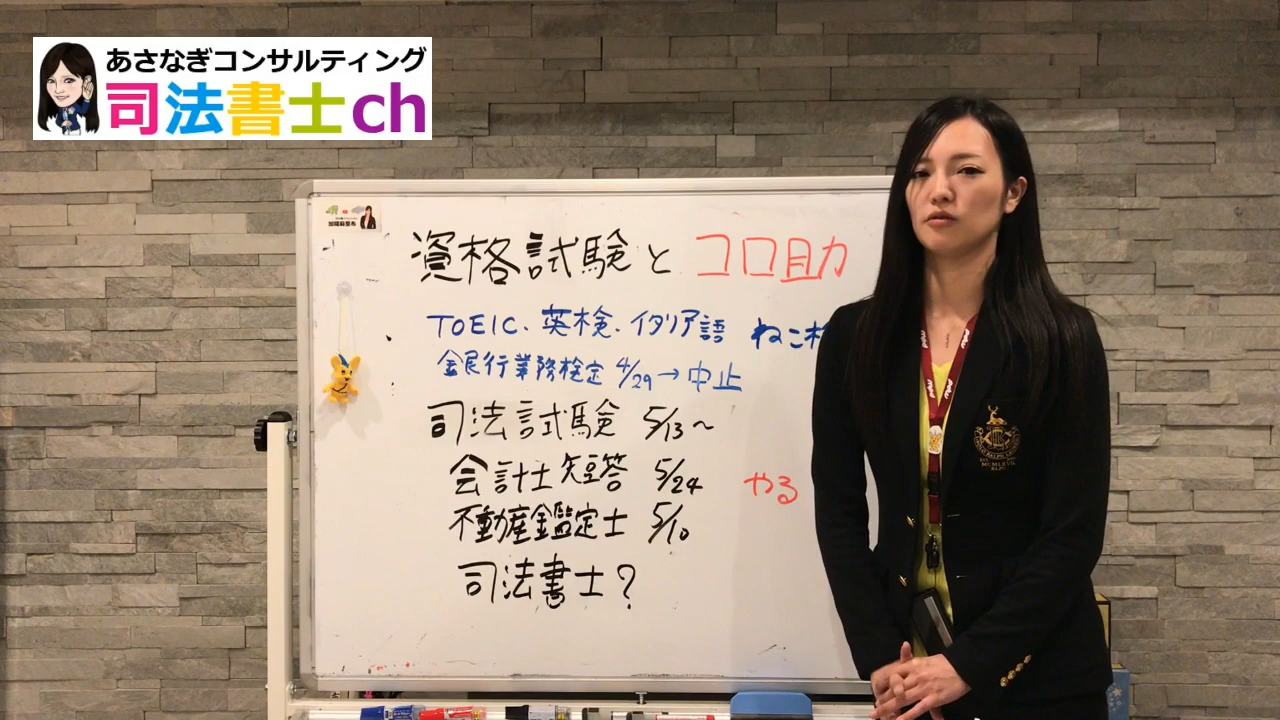 あさなぎコンサルティング
司法書士ch
資格試験と コロ助
TOEIC. 英検. イタリア語 ねこ検
銀行業務検定 4/29→中止
司法試験 5/13〜
会計士短答 5/24 やる
不動産鑑定士 5/10
司法書士?